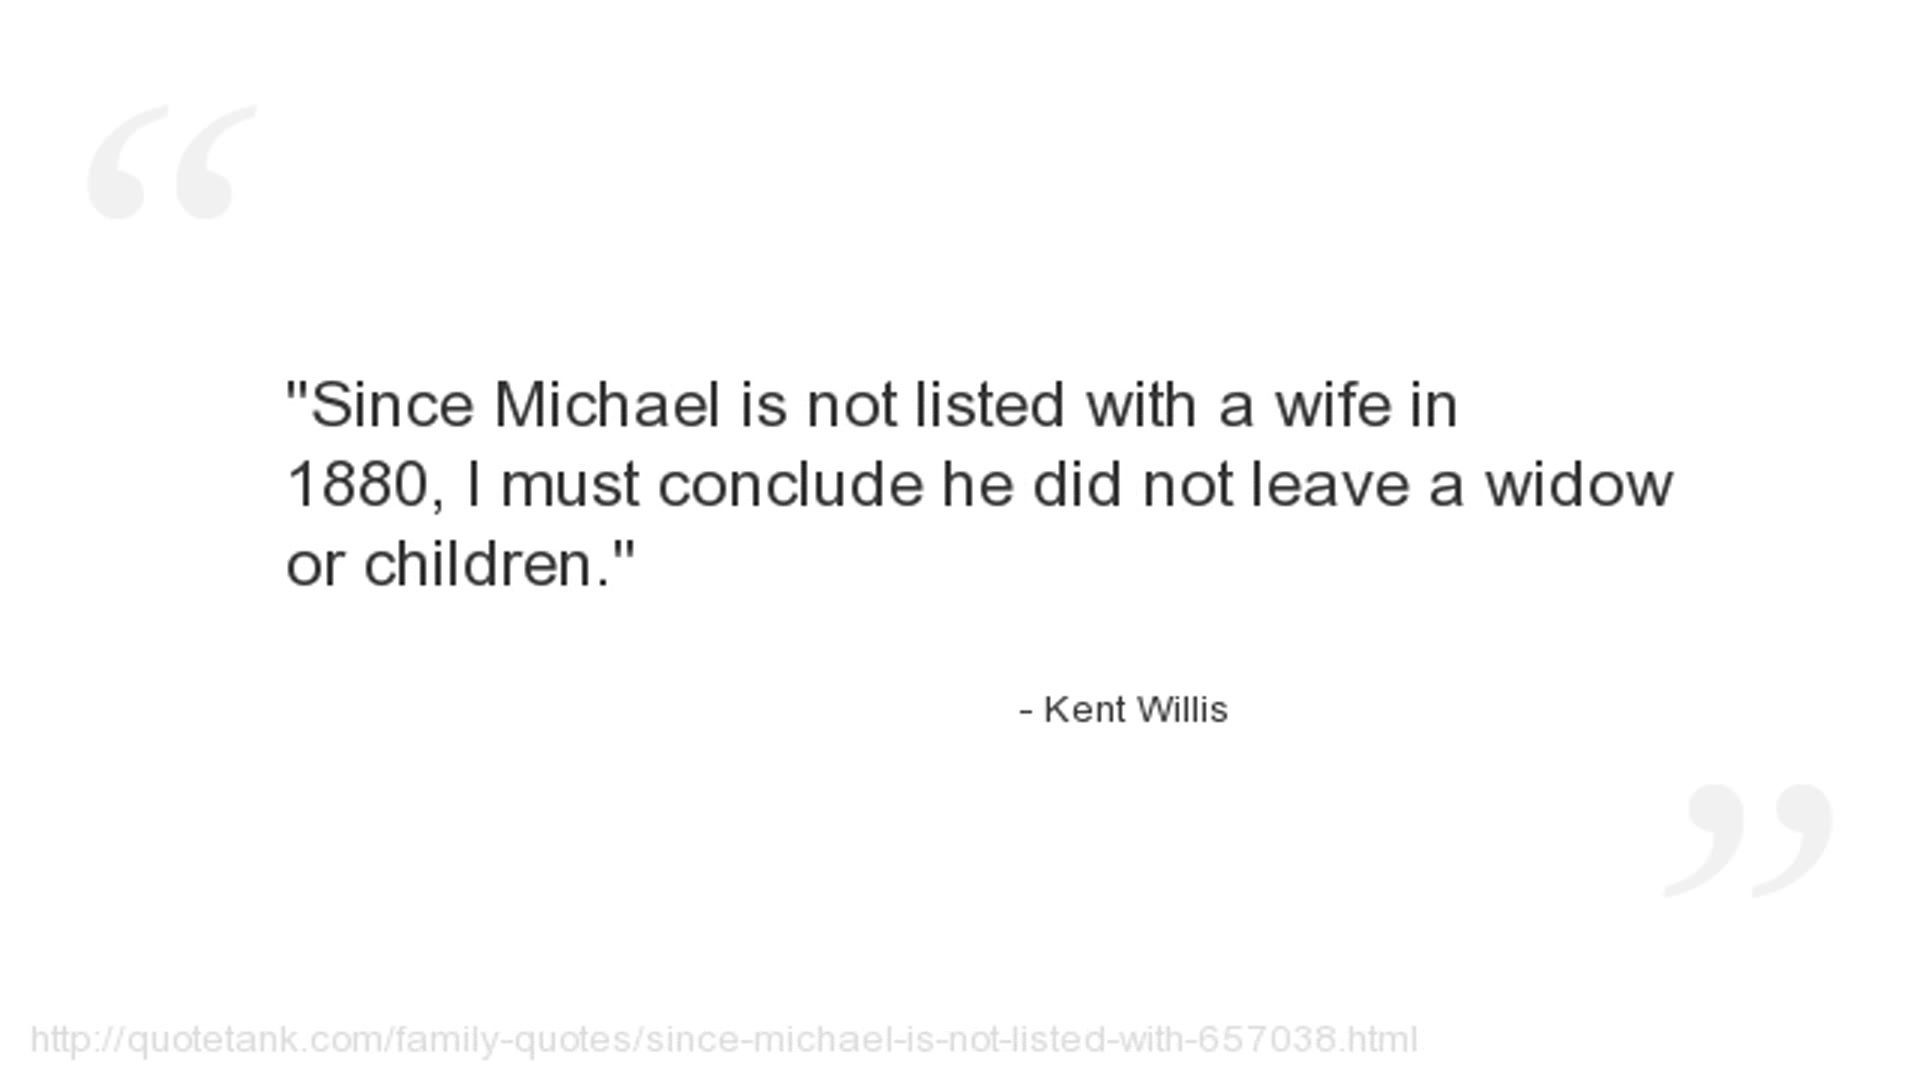 "Since Michael is not listed with a wife in
1880, I must conclude he did not leave a widow
or children."
- Kent Willis
http://quotetank.com/family-quotes/since-michael-is-not-listed-with-657038.html